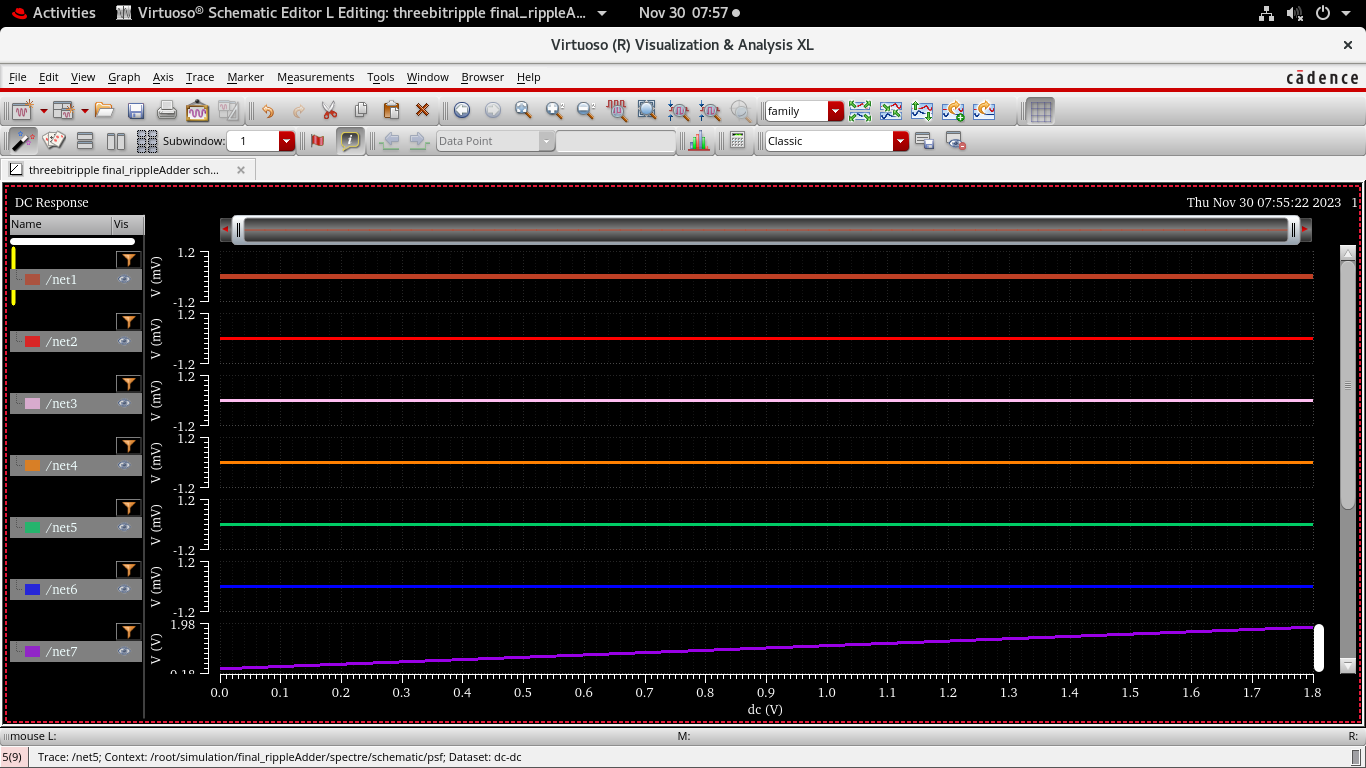 Activities Virtuoso® Schematic Editor L Editing: threebitripple final_rippleA... Nov 30 07:57
Virtuoso (R) Visualization & Analysis XL
File Edit View Graph Axis Trace Marker Measurements Tools Window Browser Help cādence
family
Subwindow: 1 Data Point Classic
threebitripple final_rippleAdder sch...
DC Response Thu Nov 30 07:55:22 2023 1
Name Vis
1.2
V (mV)
/net1
-1.2
1.2
V (mV)
/net2
-1.2
1.2
V (mV)
/net3
-1.2
1.2
V (mV)
/net4
-1.2
1.2
V (mV)
/net5
-1.2
1.2
V (mV)
/net6
-1.2
1.98
V (V)
/net7
0.0 0.1 0.2 0.3 0.4 0.5 0.6 0.7 0.8 0.9 1.0 1.1 1.2 1.3 1.4 1.5 1.6 1.7 1.8
dc (V)
mouse L: M: R:
5(9) Trace: /net5; Context: /root/simulation/final_rippleAdder/spectre/schematic/psf; Dataset: dc-dc